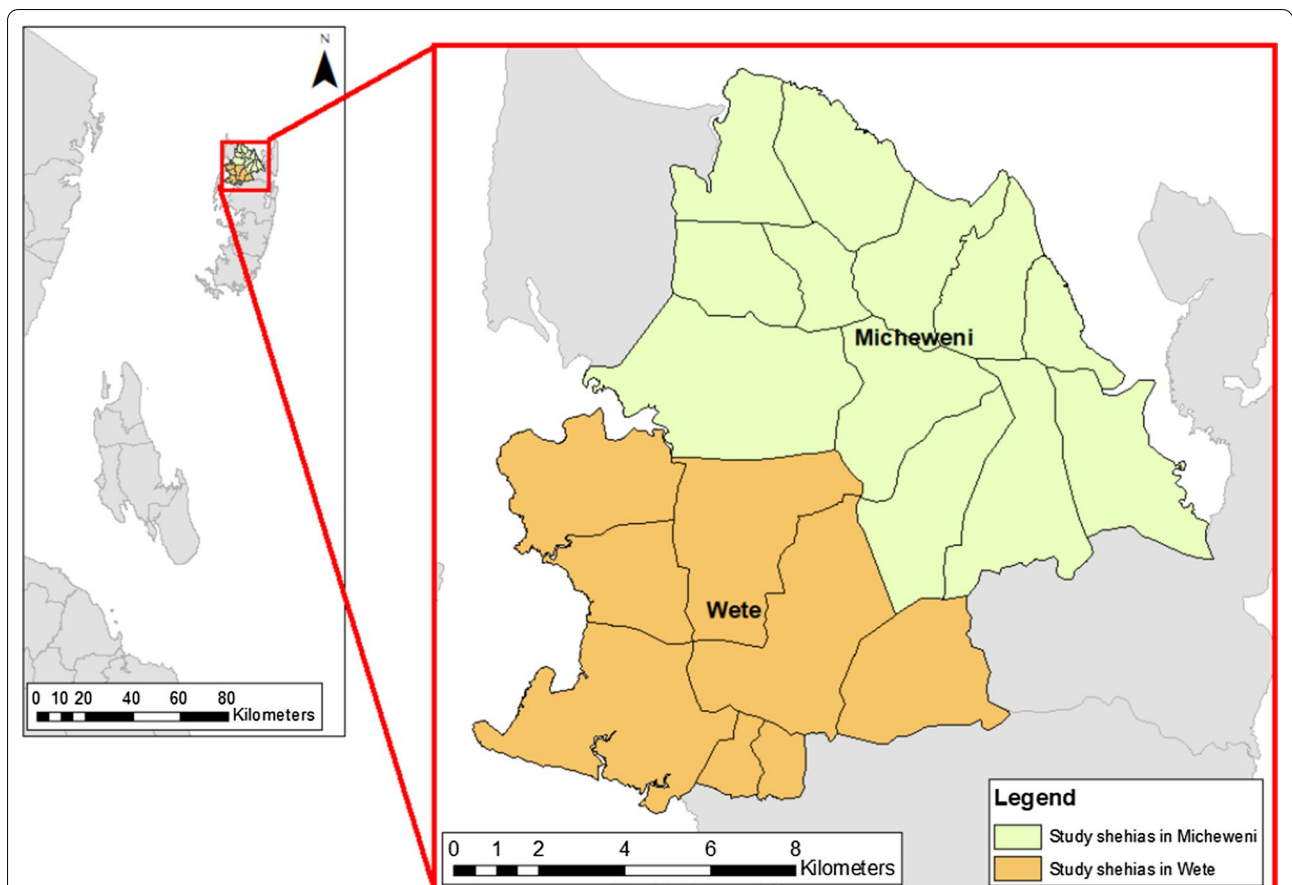 N
0 10 20 40 60 80
Kilometers
Micheweni
Wete
0 1 2 4 6 8
Kilometers
Legend
Study shehias in Micheweni
Study shehias in Wete